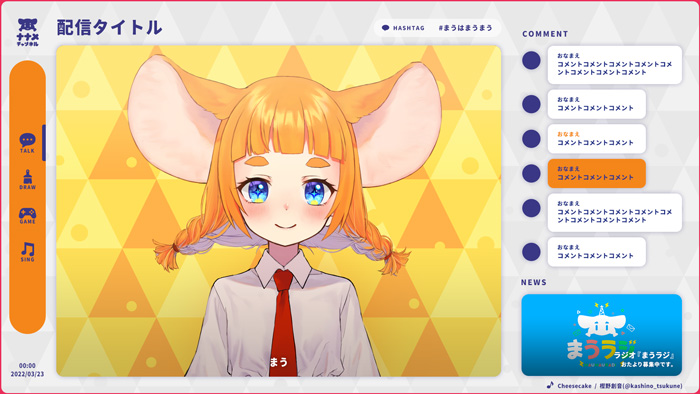 ナナメ
チャンネル
配信タイトル
HASHTAG
#まうはまうまう
TALK
DRAW
GAME
SING
00:00
2022/03/23
まう
COMMENT
おなまえ
コメントコメントコメントコメントコメ
ントコメントコメントコメント
おなまえ
コメントコメントコメント
おなまえ
コメントコメントコメント
おなまえ
コメントコメントコメント
おなまえ
コメントコメントコメントコメントコメ
ントコメントコメントコメント
おなまえ
コメントコメントコメント
NEWS
まうラジ
ラジオ『まうラジ』
おたより募集中です。
Cheesecake / 樫野創音(@kashino_tsukune)